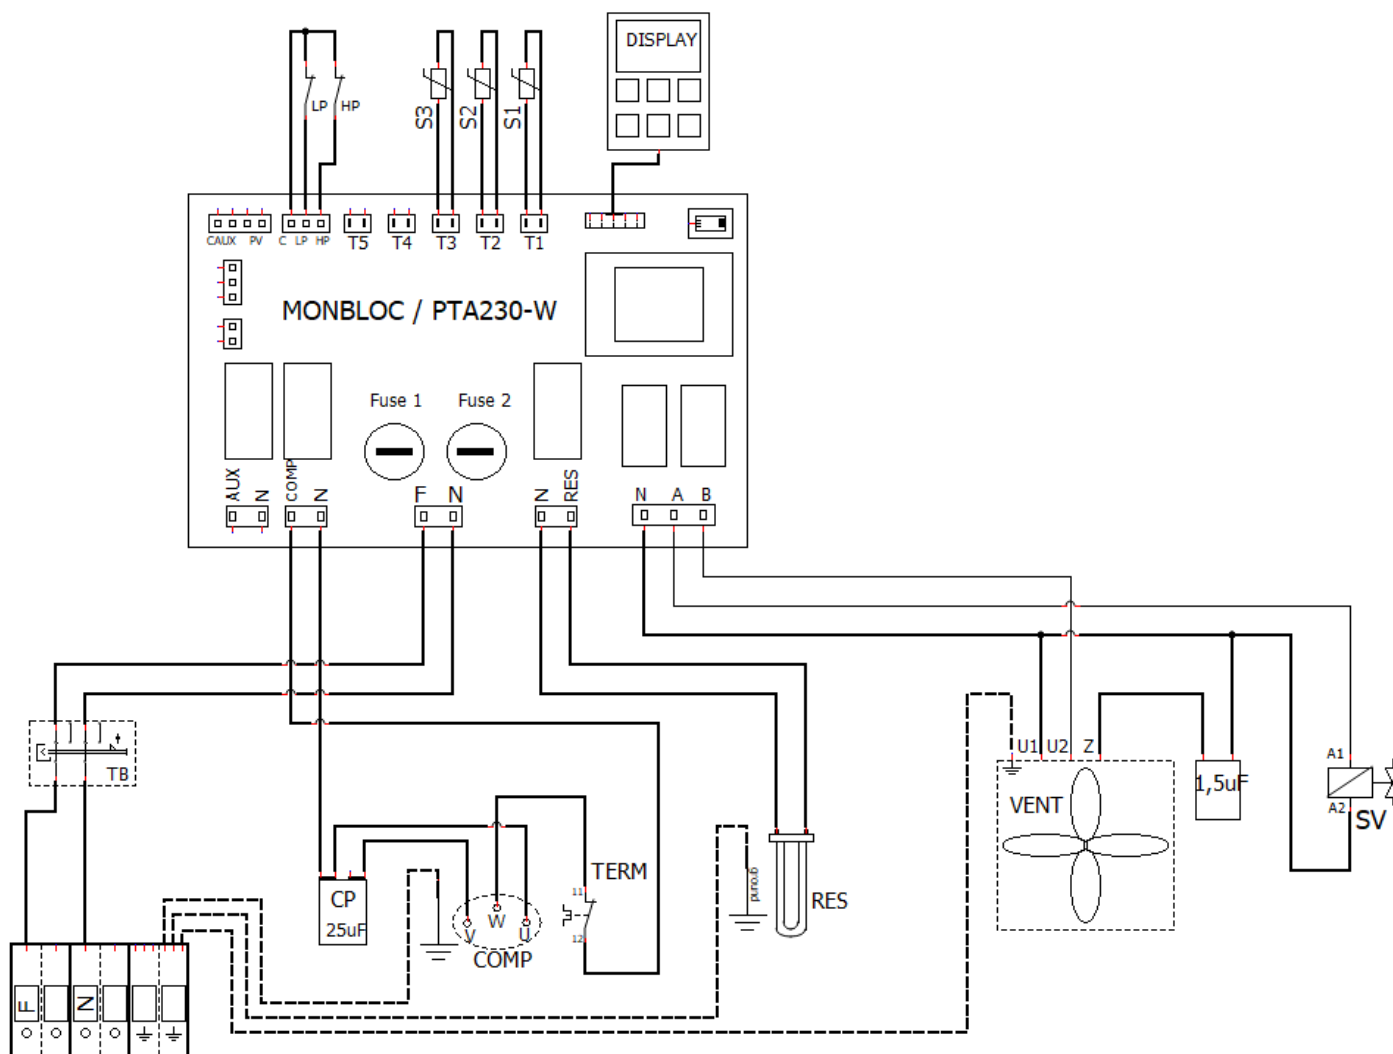 DISPLAY
LP
HP
S3
S2
S1
CAUX
PV
C
LP
HP
T5
T4
T3
T2
T1
MONBLOC / PTA230-W
Fuse 1
Fuse 2
AUX
N
COMP
N
F
N
N
RES
N
A
B
TB
U1
U2
Z
A1
VENT
1,5uF
A2
SV
TERM
11
12
CP
25uF
W
V
U
COMP
ground
RES
F
N